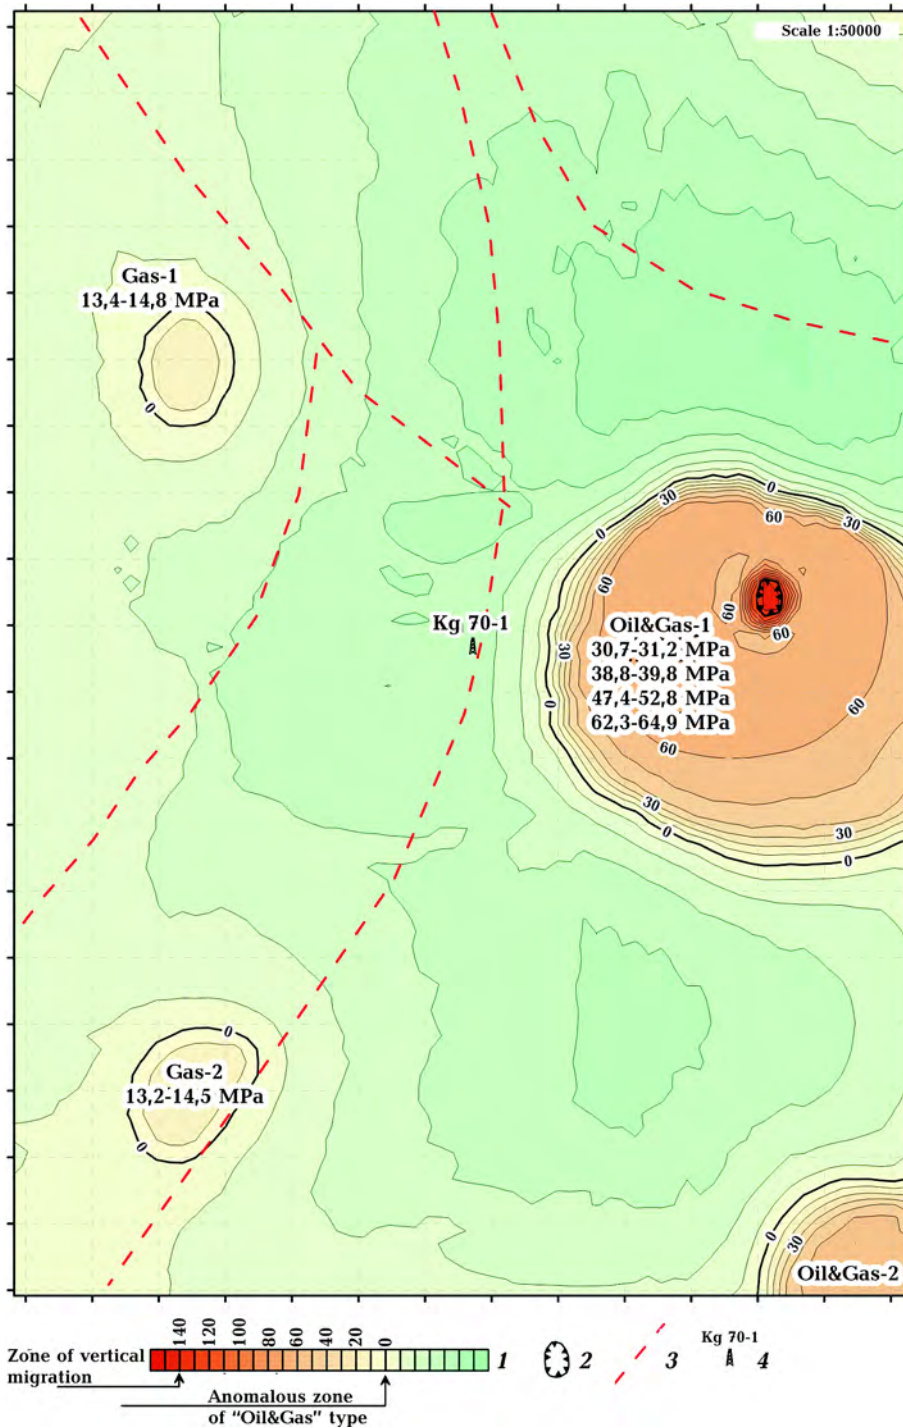 Scale 1:50000
Gas-1
13,4-14,8 MPa
0
0
30
60
30
0
60
60
60
Kg 70-1
Oil&Gas-1
30,7-31,2 MPa
38,8-39,8 MPa
47,4-52,8 MPa
62,3-64,9 MPa
30
0
60
60
30
0
30
0
0
Gas-2
13,2-14,5 MPa
0
0
30
Oil&Gas-2
140 120 100 80 60 40 20 0
Kg 70-1
Zone of vertical
migration
1 2 3 4
Anomalous zone
of "Oil&Gas" type